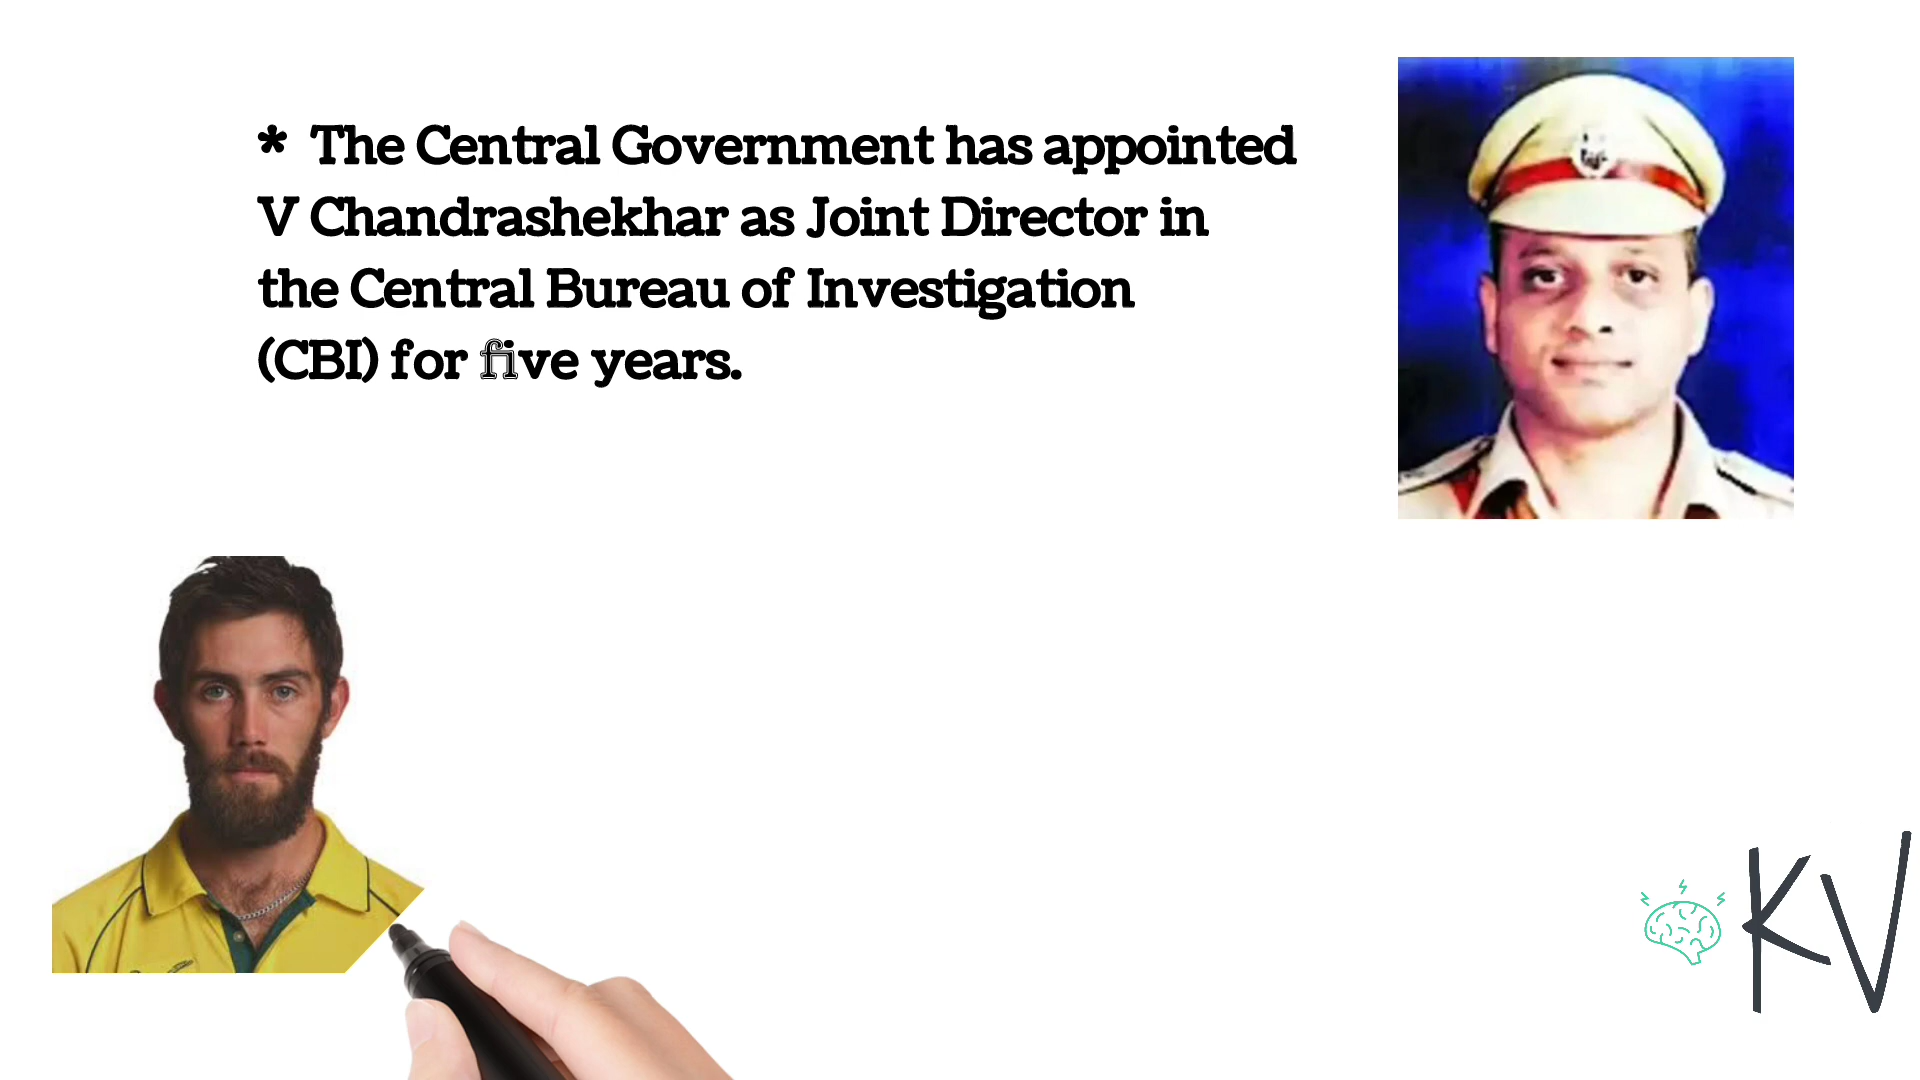 * The Central Government has appointed
V Chandrashekhar as Joint Director in
the Central Bureau of Investigation
(CBI) for five years.
KV